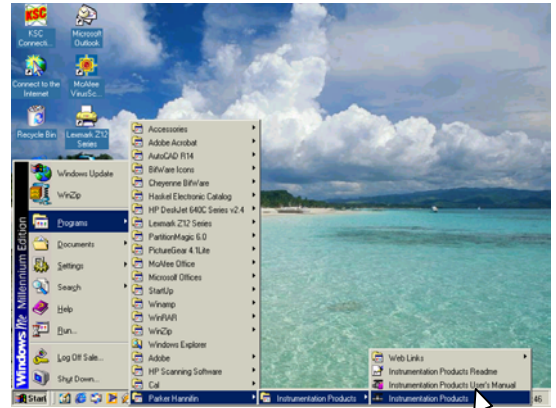 KSC
KSC
Connecti...
Microsoft
Outlook
Connect to the
Internet
McAfee
VirusSc...
Recycle Bin
Lexmark Z12
Series
Windows Me Millennium Edition
Windows Update
WinZip
Programs
Documents
Settings
Search
Help
Run...
Log Off Sale...
Shut Down...
Accessories
Adobe Acrobat
AutoCAD R14
BitWare Icons
Cheyenne BitWare
Haskel Electronic Catalog
HP DeskJet 640C Series v2.4
Lexmark Z12 Series
PartitionMagic 6.0
PictureGear 4.1Lite
McAfee Office
Microsoft Offices
StartUp
Winamp
WinRAR
WinZip
Windows Explorer
Adobe
HP Scanning Software
Cal
Parker Hannifin
Instrumentation Products
Web Links
Instrumentation Products Readme
Instrumentation Products User's Manual
Instrumentation Products
Start
46